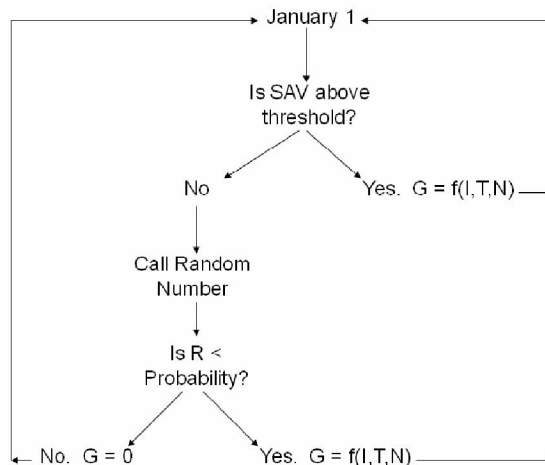 January 1
Is SAV above
threshold?
No
Yes. G = f(I,T,N)
Call Random
Number
Is R <
Probability?
No. G = 0
Yes. G = f(I,T,N)